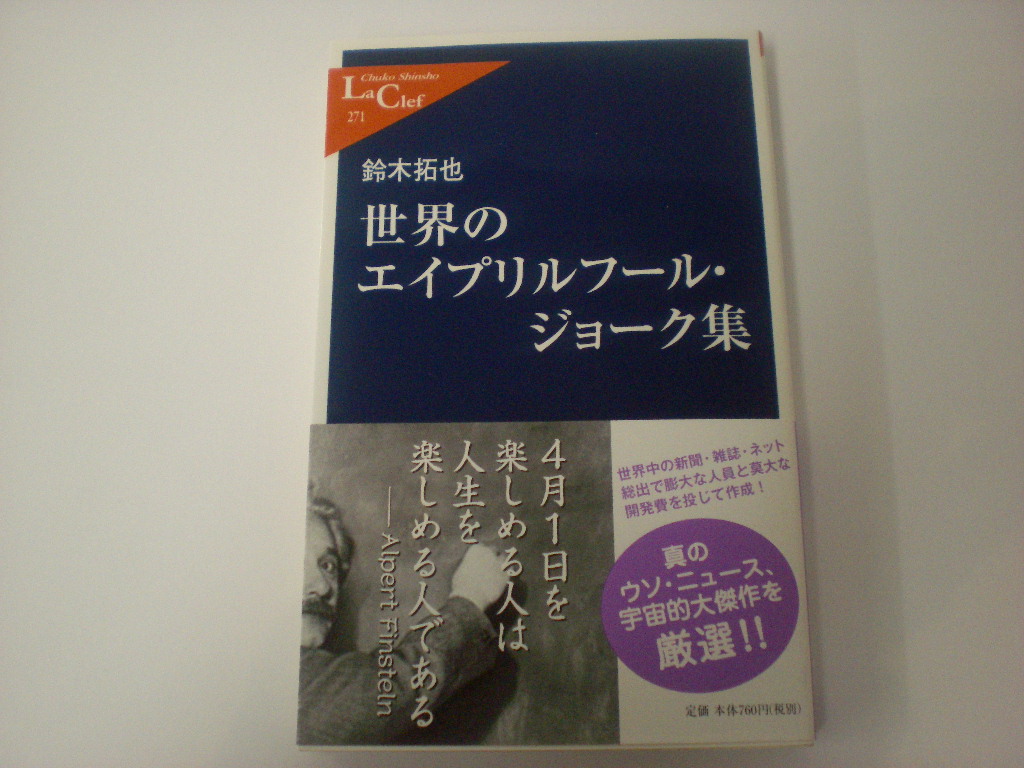 Chuko Shinsho
LaClef
271
鈴木拓也
世界の
エイプリルフール・
ジョーク集
4月1日を
楽しめる人は
人生を
楽しめる人である
——Alpert Finsteln
世界中の新聞・雑誌・ネット
総出で膨大な人員と莫大な
開発費を投じて作成！
真の
ウソ・ニュース、
宇宙的大傑作を
厳選!!
定価 本体760円(税別)